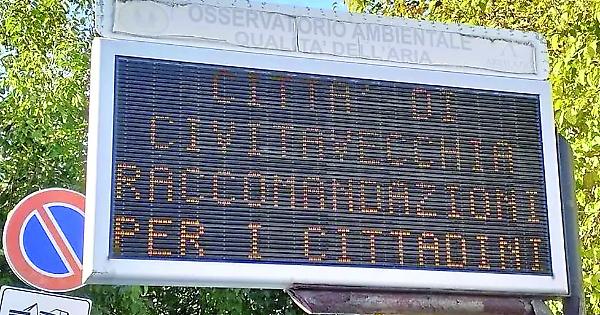 OSSERVATORIO AMBIENTALE
QUALITA' DELL'ARIA
CITTA' DI
CIVITAVECCHIA
RACCOMANDAZIONI
PER I CITTADINI